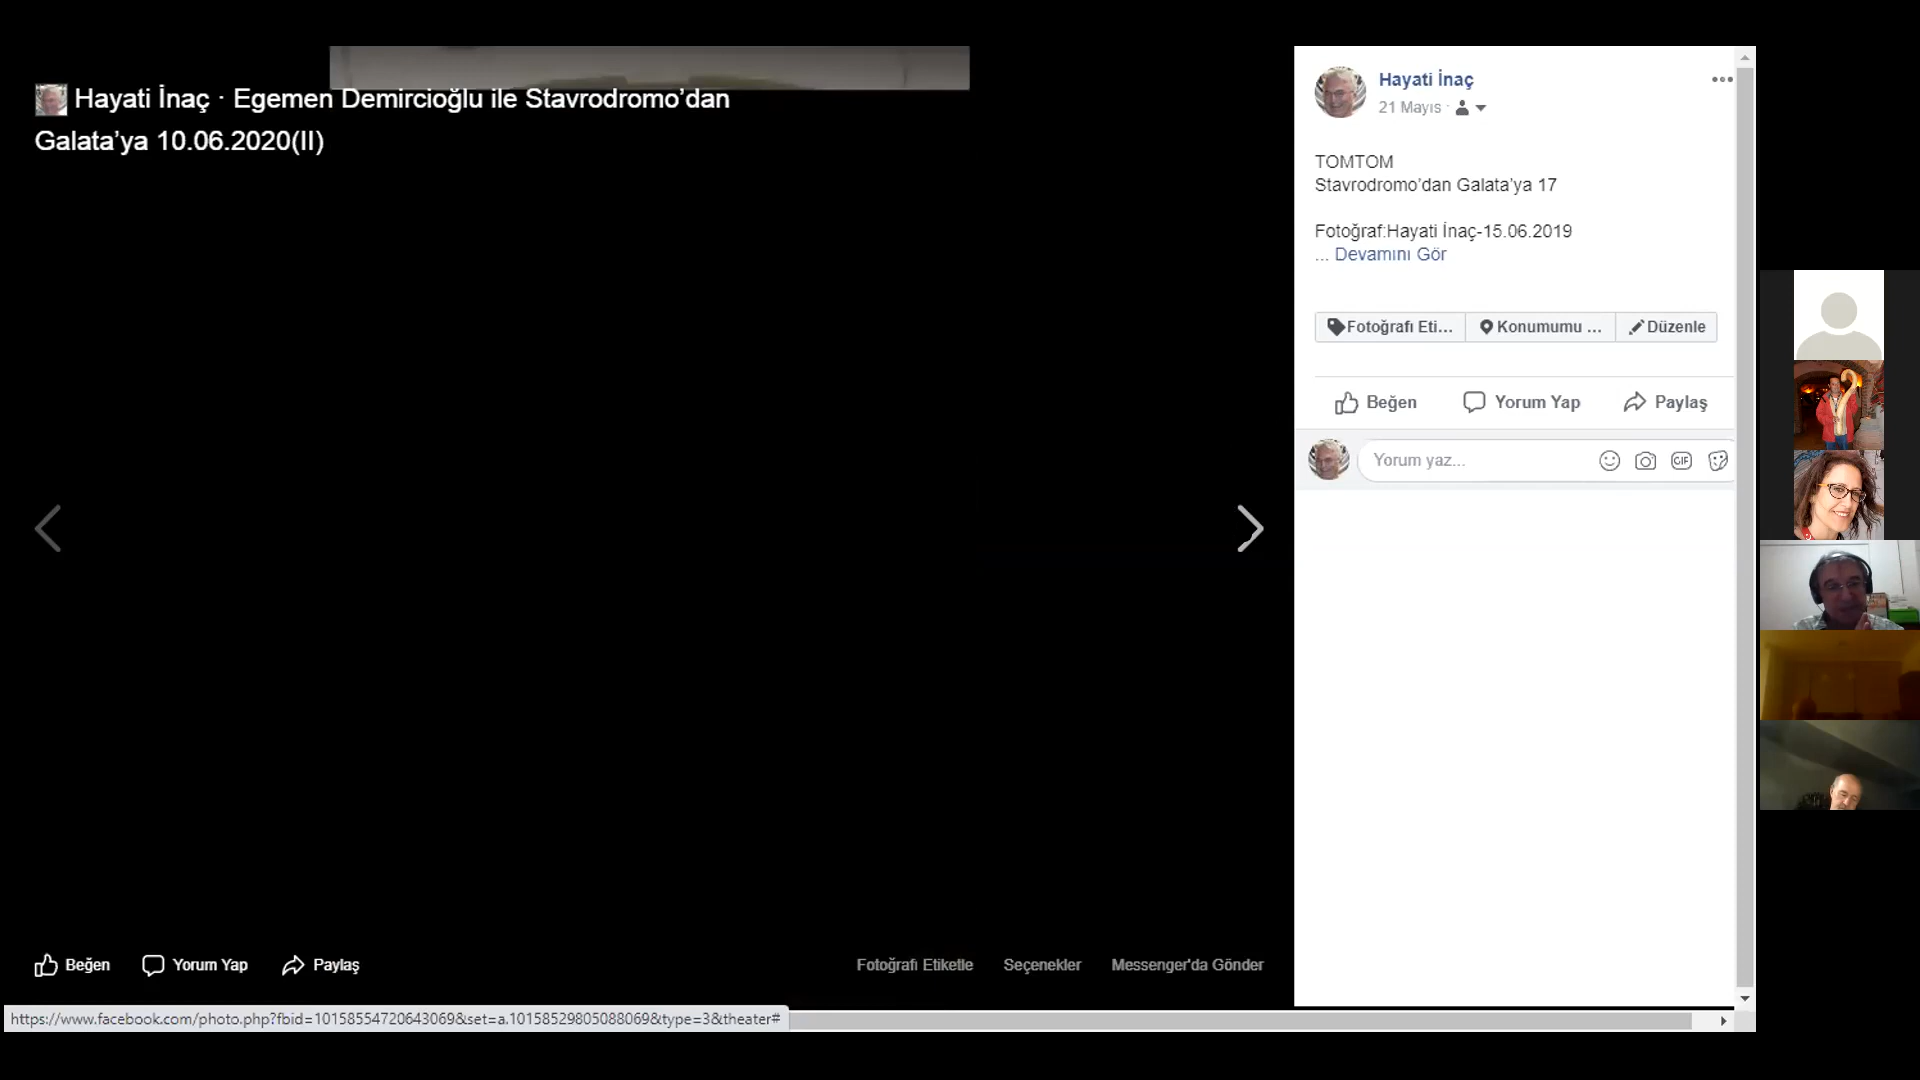 Hayati İnaç · Egemen Demircioğlu ile Stavrodromo’dan
Galata’ya 10.06.2020(II)
Hayati İnaç
21 Mayıs ·
TOMTOM
Stavrodromo’dan Galata’ya 17
Fotoğraf:Hayati İnaç-15.06.2019
... Devamını Gör
Fotoğrafı Eti...
Konumumu ...
Düzenle
Beğen
Yorum Yap
Paylaş
Yorum yaz...
GIF
Beğen
Yorum Yap
Paylaş
Fotoğrafı Etiketle
Seçenekler
Messenger'da Gönder
https://www.facebook.com/photo.php?fbid=10158554720643069&set=a.10158529805088069&type=3&theater#